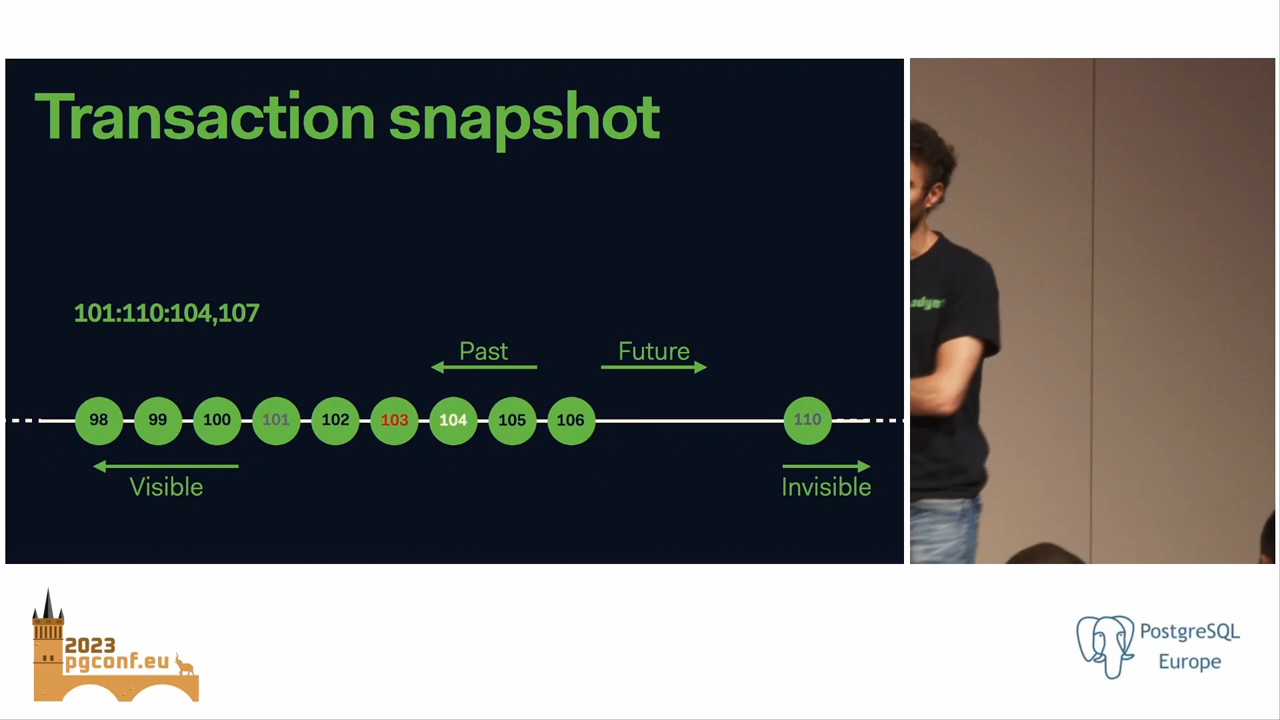 Transaction snapshot
101:110:104,107
Past
Future
98
99
100
101
102
103
104
105
106
110
Visible
Invisible
2023
pgconf.eu
PostgreSQL
Europe